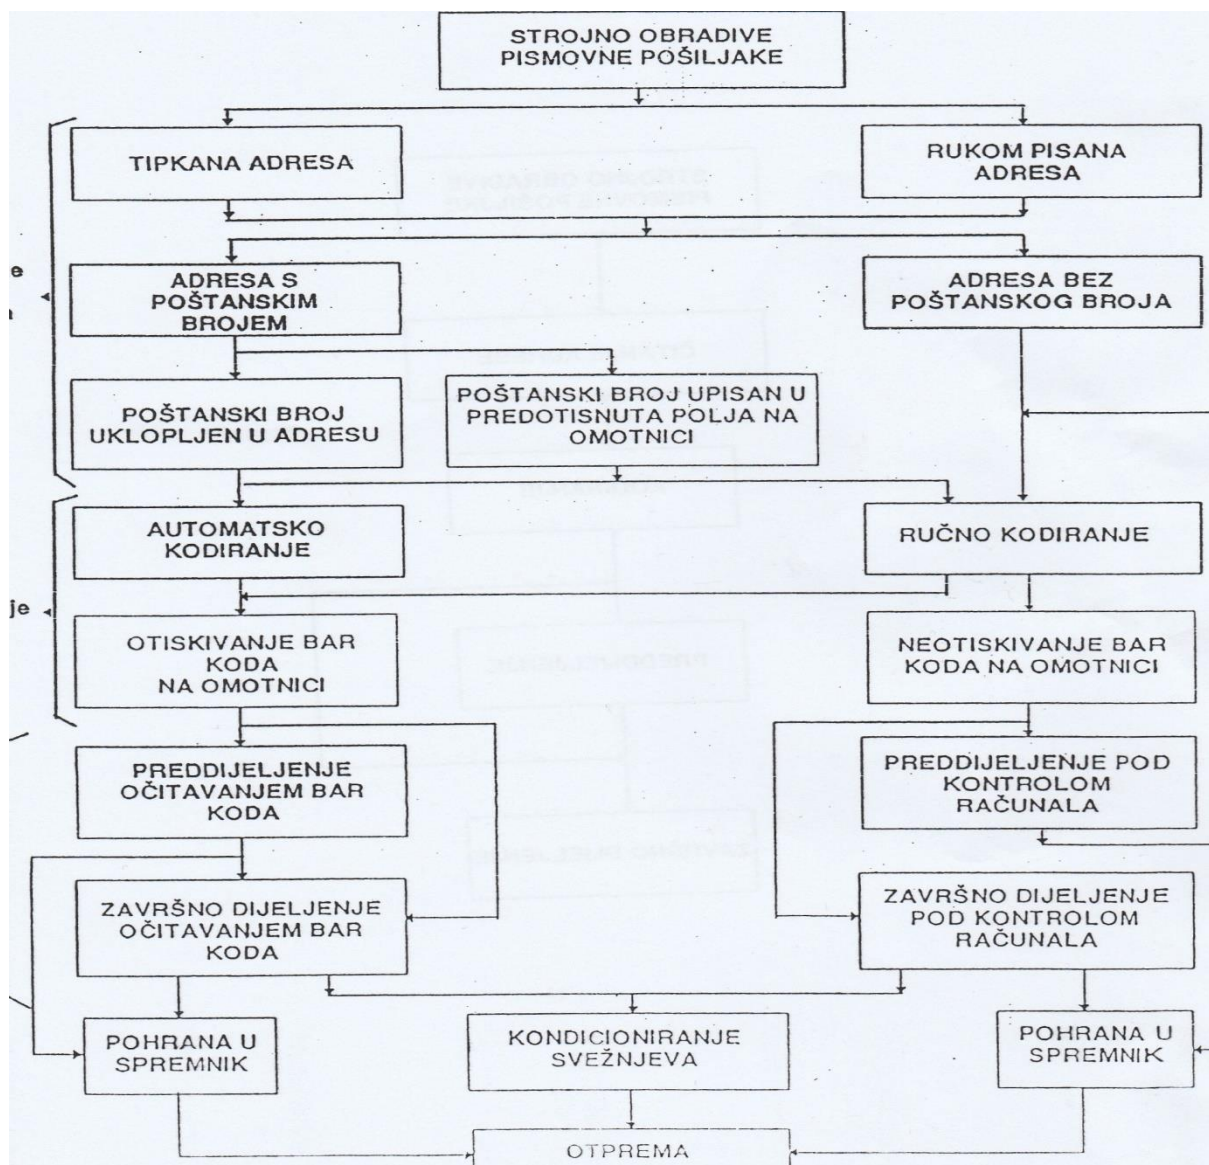 STROJNO OBRADIVE
PISMOVNE POŠILJAKE
TIPKANA ADRESA
RUKOM PISANA
ADRESA
ADRESA S
POŠTANSKIM
BROJEM
ADRESA BEZ
POŠTANSKOG BROJA
POŠTANSKI BROJ
UKLOPLJEN U ADRESU
POŠTANSKI BROJ UPISAN U
PREDOTISNUTA POLJA NA
OMOTNICI
AUTOMATSKO
KODIRANJE
RUČNO KODIRANJE
je
OTISKIVANJE BAR
KODA
NA OMOTNICI
NEOTISKIVANJE BAR
KODA NA OMOTNICI
PREDDIJELJENJE
OČITAVANJEM BAR
KODA
PREDDIJELJENJE POD
KONTROLOM
RAČUNALA
ZAVRŠNO DIJELJENJE
OČITAVANJEM BAR
KODA
ZAVRŠNO DIJELJENJE
POD KONTROLOM
RAČUNALA
POHRANA U
SPREMNIK
KONDICIONIRANJE
SVEŽNJEVA
POHRANA U
SPREMNIK
OTPREMA